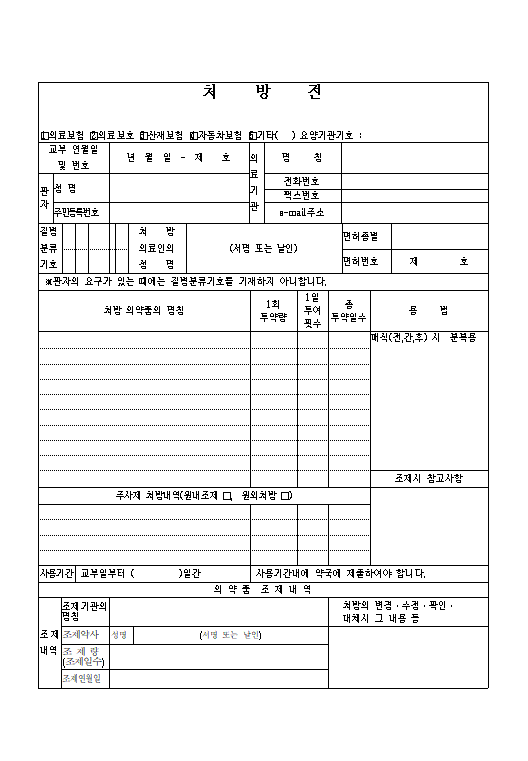 처 방 전
①의료보험 ②의료보호 ③산재보험 ④자동차보험 ⑤기타( ) 요양기관기호 :
교부 연월일
및 번호
년 월 일 - 제 호
의료기관
명 칭
전화번호
팩스번호
e-mail주소
환자
성 명
주민등록번호
질병
분류
기호
처 방
의료인의
성 명
(서명 또는 날인)
면허종별
면허번호 제 호
※환자의 요구가 있는 때에는 질병분류기호를 기재하지 아니합니다.
처방 의약품의 명칭
1회
투약량
1일
투여
횟수
총
투약일수
용 법
매식(전,간,후) 시 분복용
조제시 참고사항
주사제 처방내역(원내조제 □, 원외처방 □)
사용기간 교부일부터 ( )일간 사용기간내에 약국에 제출하여야 합니다.
의 약 품 조 제 내 역
조 제
내역
조제기관의
명칭
처방의 변경·수정·확인·
대체시 그 내용 등
조제약사 성명 (서명 또는 날인)
조 제 량
(조제일수)
조제연월일